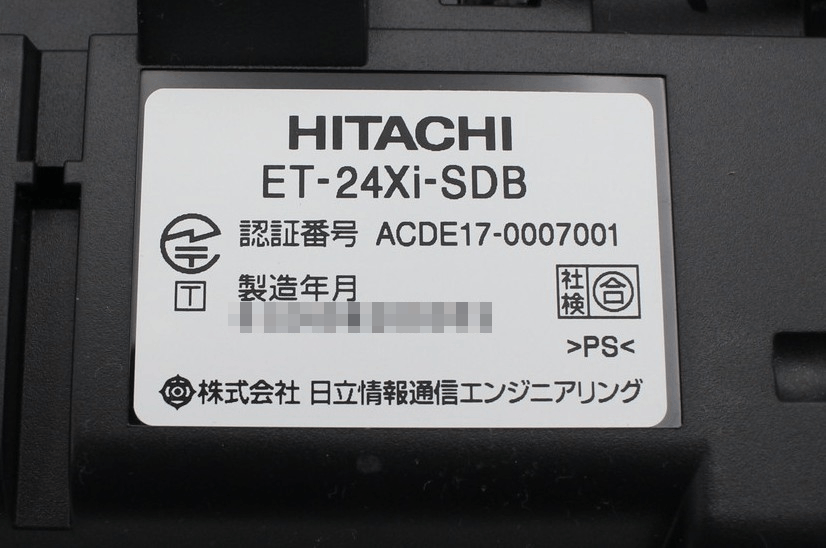 HITACHI
ET-24Xi-SDB
認証番号 ACDE17-0007001
T
製造年月
社検 合
>PS<
株式会社 日立情報通信エンジニアリング